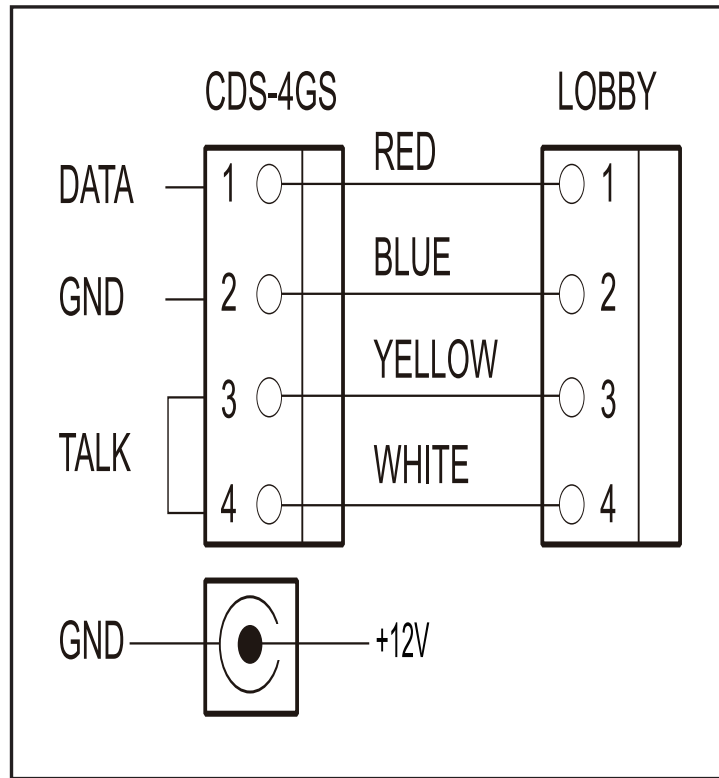 CDS-4GS LOBBY
RED
DATA 1 1
BLUE
GND 2 2
YELLOW
3 3
TALK
WHITE
4 4
GND +12V